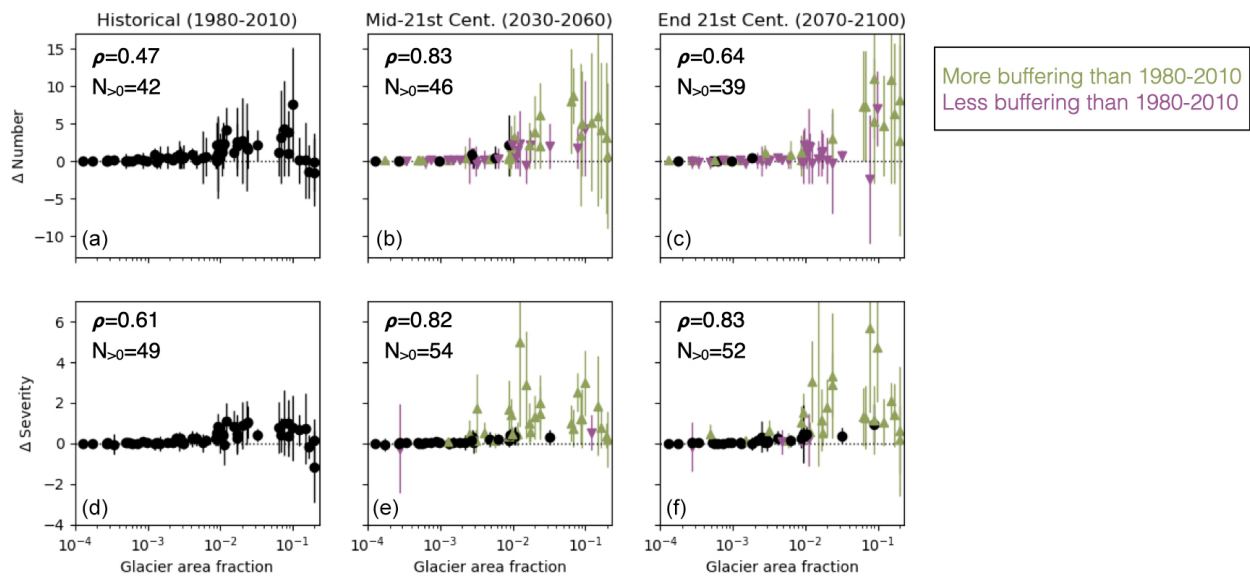 Historical (1980-2010)
Mid-21st Cent. (2030-2060)
End 21st Cent. (2070-2100)
More buffering than 1980-2010
Less buffering than 1980-2010
Δ Number
15
10
5
0
−5
−10
ρ=0.47
N>0=42
(a)
ρ=0.83
N>0=46
(b)
ρ=0.64
N>0=39
(c)
Δ Severity
6
4
2
0
−2
−4
ρ=0.61
N>0=49
(d)
ρ=0.82
N>0=54
(e)
ρ=0.83
N>0=52
(f)
10⁻⁴ 10⁻³ 10⁻² 10⁻¹
10⁻⁴ 10⁻³ 10⁻² 10⁻¹
10⁻⁴ 10⁻³ 10⁻² 10⁻¹
Glacier area fraction
Glacier area fraction
Glacier area fraction